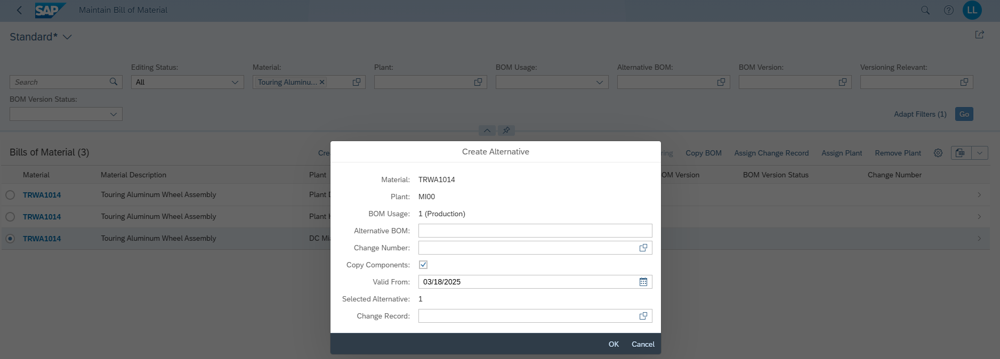 SAP Maintain Bill of Material LL
Standard*
Editing Status: Material: Plant: BOM Usage: Alternative BOM: BOM Version: Versioning Relevant:
Search All Touring Aluminu...
BOM Version Status:
Adapt Filters (1) Go
Bills of Material (3) Cre ring Copy BOM Assign Change Record Assign Plant Remove Plant
Material Material Description Plant OM Version BOM Version Status Change Number
TRWA1014 Touring Aluminum Wheel Assembly Plant
TRWA1014 Touring Aluminum Wheel Assembly Plant
TRWA1014 Touring Aluminum Wheel Assembly DC Mi
Create Alternative
Material: TRWA1014
Plant: MI00
BOM Usage: 1 (Production)
Alternative BOM:
Change Number:
Copy Components:
Valid From: 03/18/2025
Selected Alternative: 1
Change Record:
OK Cancel